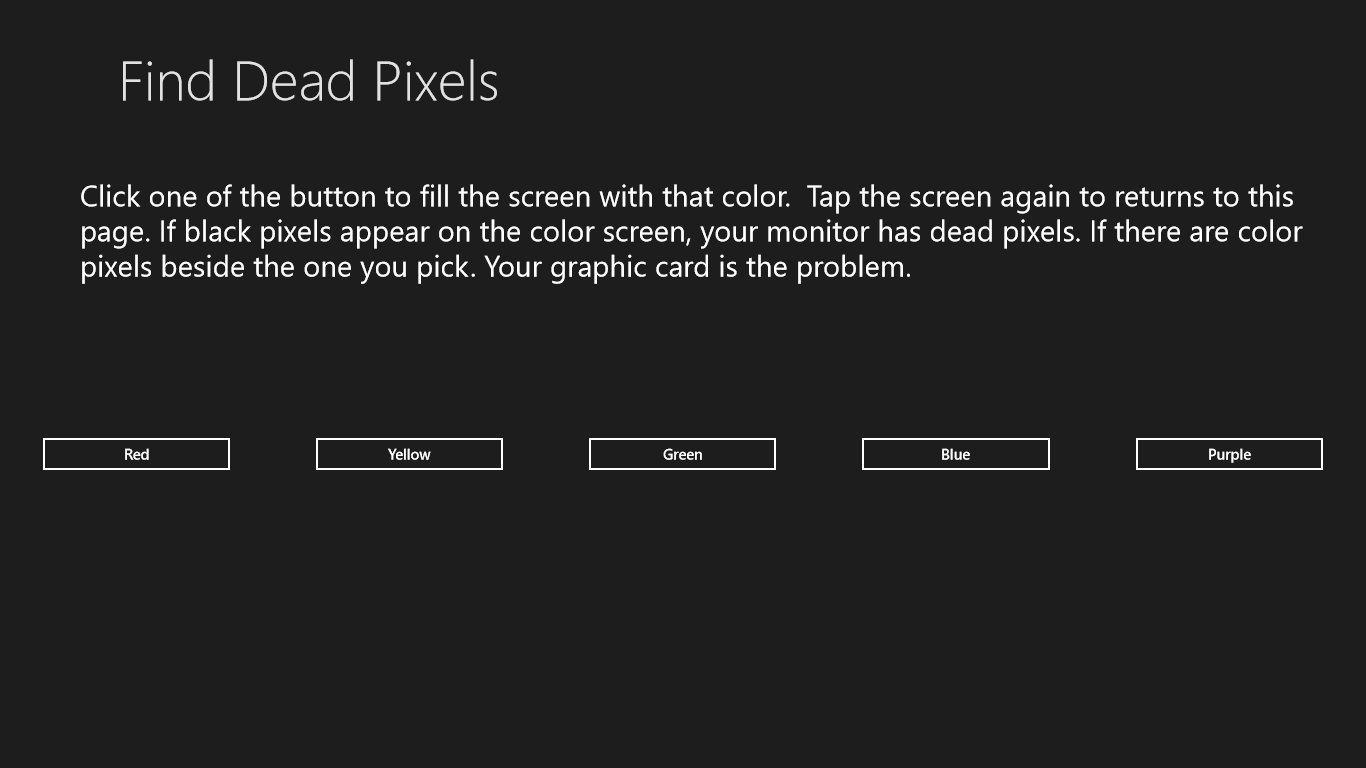 Find Dead Pixels
Click one of the button to fill the screen with that color.  Tap the screen again to returns to this
page. If black pixels appear on the color screen, your monitor has dead pixels. If there are color
pixels beside the one you pick. Your graphic card is the problem.
Red Yellow Green Blue Purple